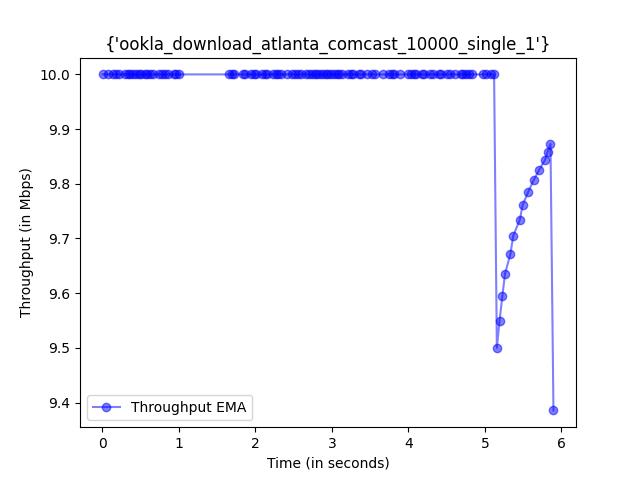 {'ookla_download_atlanta_comcast_10000_single_1'}
10.0
9.9
9.8
9.7
9.6
9.5
9.4
Throughput (in Mbps)
Throughput EMA
0 1 2 3 4 5 6
Time (in seconds)